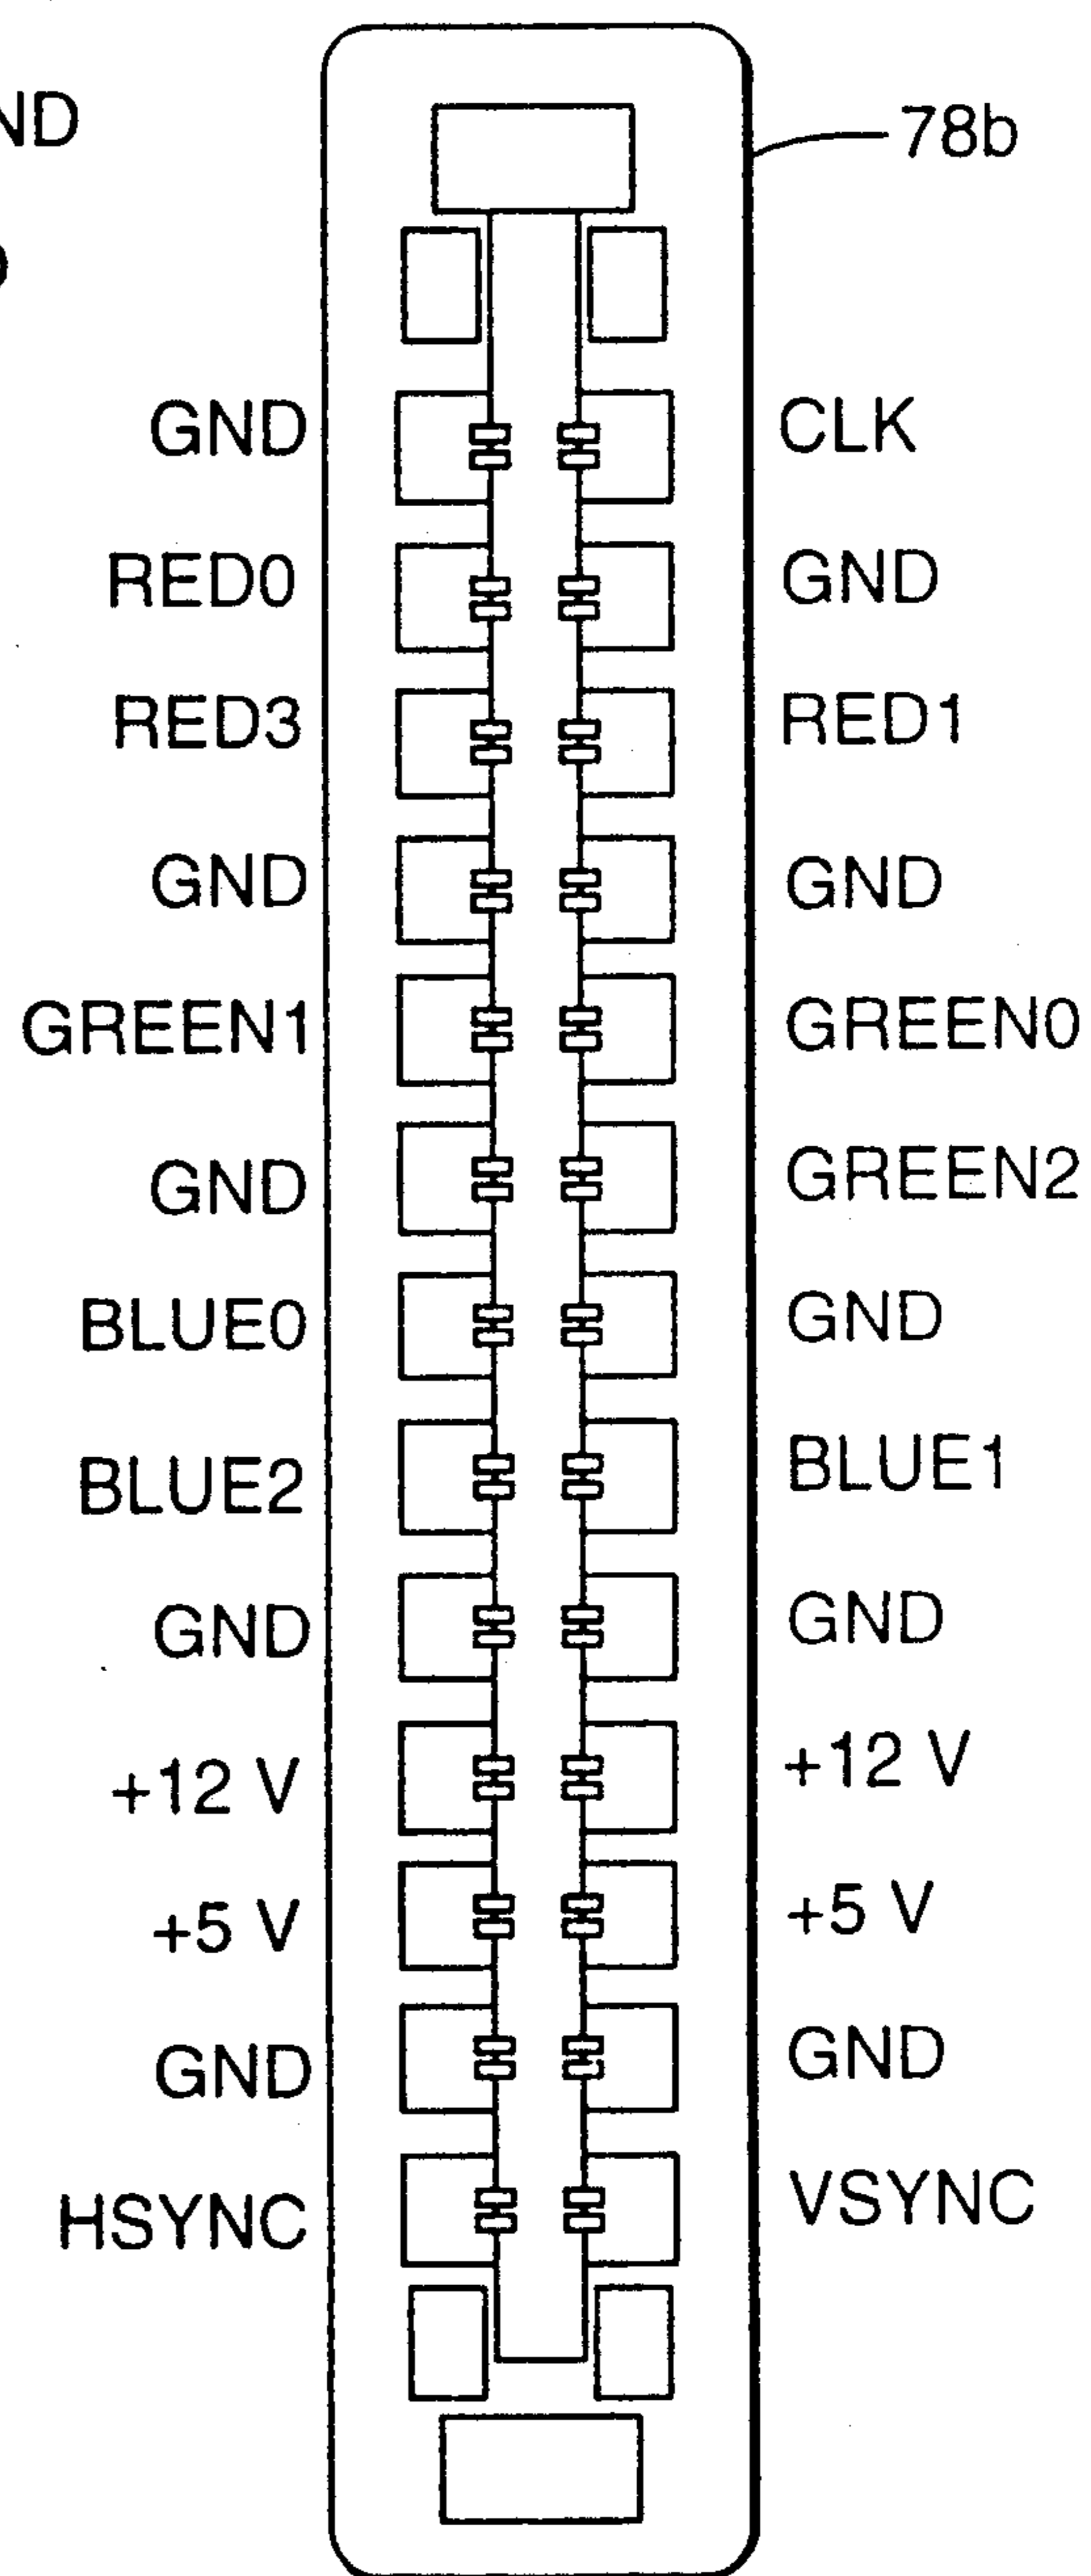 78b
GND CLK
RED0 GND
RED3 RED1
GND GND
GREEN1 GREEN0
GND GREEN2
BLUE0 GND
BLUE2 BLUE1
GND GND
+12 V +12 V
+5 V +5 V
GND GND
HSYNC VSYNC